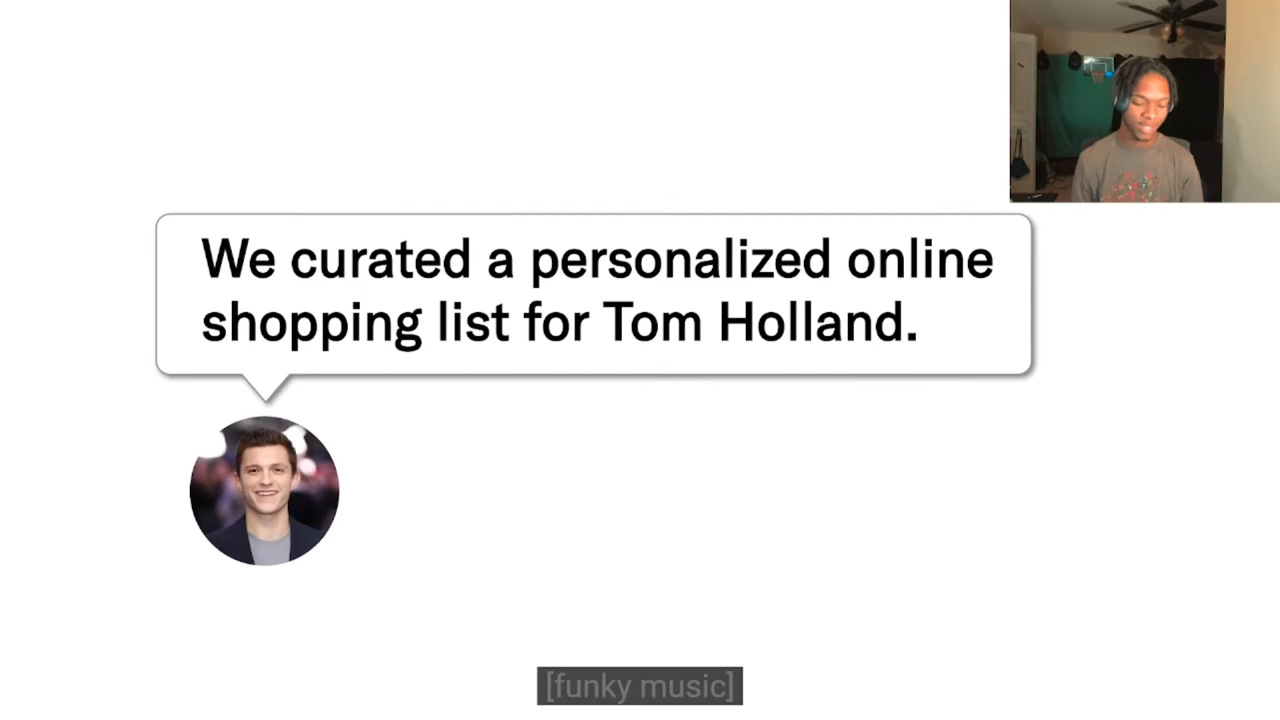 We curated a personalized online
shopping list for Tom Holland.
[funky music]